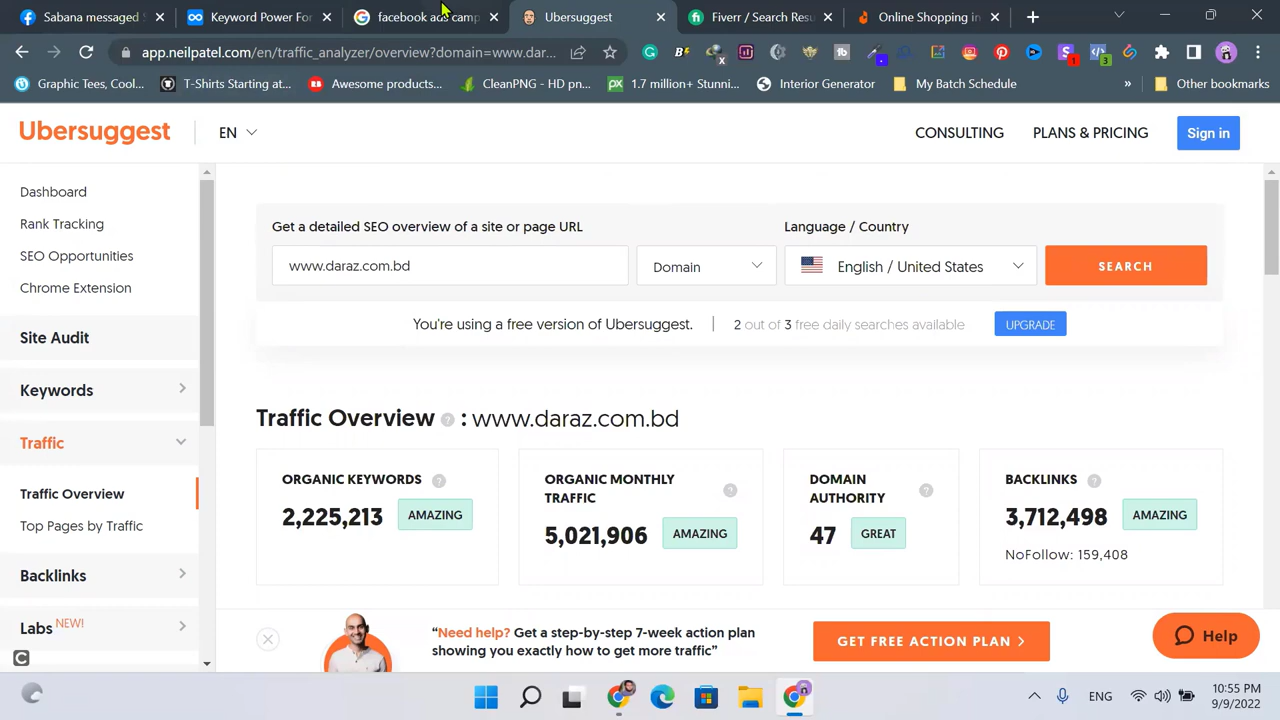 Sabana messaged S
Keyword Power For
facebook ads camp
Ubersuggest
Fiverr / Search Resu
Online Shopping in
app.neilpatel.com/en/traffic_analyzer/overview?domain=www.dar...
Graphic Tees, Cool...
T-Shirts Starting at...
Awesome products...
CleanPNG - HD pn...
1.7 million+ Stunni...
Interior Generator
My Batch Schedule
»
Other bookmarks
Ubersuggest
EN
CONSULTING
PLANS & PRICING
Sign in
Dashboard
Rank Tracking
SEO Opportunities
Chrome Extension
Site Audit
Keywords
Traffic
Traffic Overview
Top Pages by Traffic
Backlinks
Labs NEW!
Get a detailed SEO overview of a site or page URL
Language / Country
www.daraz.com.bd
Domain
English / United States
SEARCH
You're using a free version of Ubersuggest. | 2 out of 3 free daily searches available
UPGRADE
Traffic Overview ? : www.daraz.com.bd
ORGANIC KEYWORDS ?
2,225,213 AMAZING
ORGANIC MONTHLY
TRAFFIC ?
5,021,906 AMAZING
DOMAIN
AUTHORITY ?
47 GREAT
BACKLINKS ?
3,712,498 AMAZING
NoFollow: 159,408
“Need help? Get a step-by-step 7-week action plan
showing you exactly how to get more traffic”
GET FREE ACTION PLAN >
Help
ENG
10:55 PM
9/9/2022